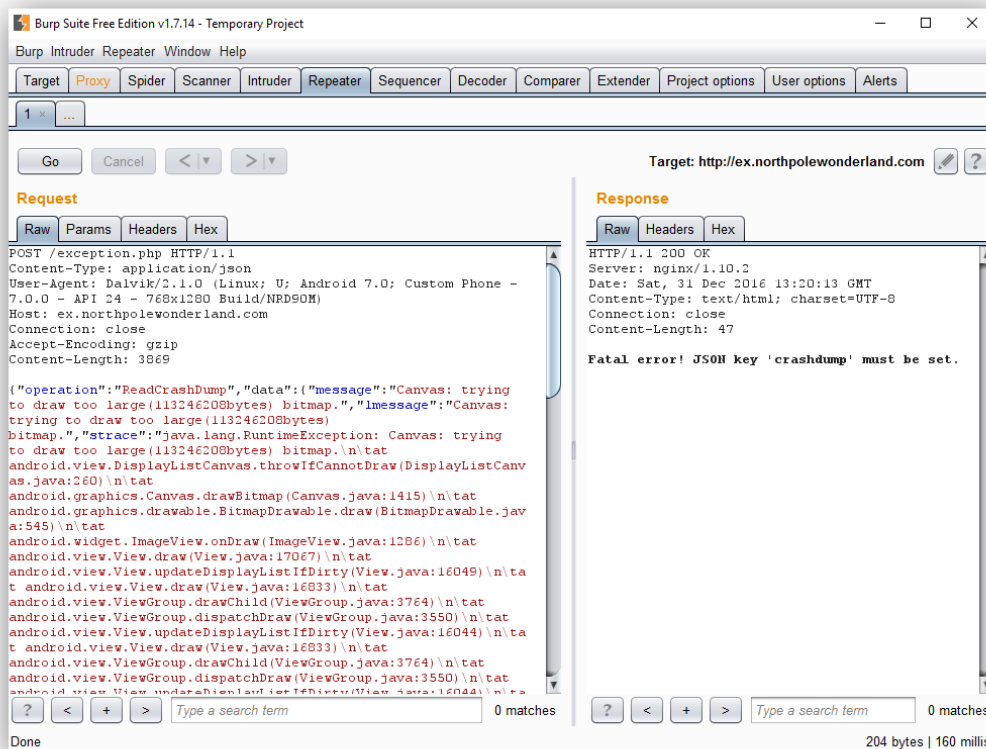 Burp Suite Free Edition v1.7.14 - Temporary Project
Burp Intruder Repeater Window Help
Target Proxy Spider Scanner Intruder Repeater Sequencer Decoder Comparer Extender Project options User options Alerts
1 × ...
Go Cancel < ▼ > ▼ Target: http://ex.northpolewonderland.com ?
Request
Raw Params Headers Hex
POST /exception.php HTTP/1.1
Content-Type: application/json
User-Agent: Dalvik/2.1.0 (Linux; U; Android 7.0; Custom Phone -
7.0.0 - API 24 - 768x1280 Build/NRD90M)
Host: ex.northpolewonderland.com
Connection: close
Accept-Encoding: gzip
Content-Length: 3869
{"operation":"ReadCrashDump","data":{"message":"Canvas: trying
to draw too large(113246208bytes) bitmap.","lmessage":"Canvas:
trying to draw too large(113246208bytes)
bitmap.","strace":"java.lang.RuntimeException: Canvas: trying
to draw too large(113246208bytes) bitmap.\n\tat
android.view.DisplayListCanvas.throwIfCannotDraw(DisplayListCanv
as.java:260)\n\tat
android.graphics.Canvas.drawBitmap(Canvas.java:1415)\n\tat
android.graphics.drawable.BitmapDrawable.draw(BitmapDrawable.jav
a:545)\n\tat
android.widget.ImageView.onDraw(ImageView.java:1286)\n\tat
android.view.View.draw(View.java:17067)\n\tat
android.view.View.updateDisplayListIfDirty(View.java:16049)\n\ta
t android.view.View.draw(View.java:16833)\n\tat
android.view.ViewGroup.drawChild(ViewGroup.java:3764)\n\tat
android.view.ViewGroup.dispatchDraw(ViewGroup.java:3550)\n\tat
android.view.View.updateDisplayListIfDirty(View.java:16044)\n\ta
t android.view.View.draw(View.java:16833)\n\tat
android.view.ViewGroup.drawChild(ViewGroup.java:3764)\n\tat
android.view.ViewGroup.dispatchDraw(ViewGroup.java:3550)\n\tat
android.view.View.updateDisplayListIfDirty(View.java:16044)\n\ta
? < + > Type a search term 0 matches
Response
Raw Headers Hex
HTTP/1.1 200 OK
Server: nginx/1.10.2
Date: Sat, 31 Dec 2016 13:20:13 GMT
Content-Type: text/html; charset=UTF-8
Connection: close
Content-Length: 47
Fatal error! JSON key 'crashdump' must be set.
? < + > Type a search term 0 matches
Done 204 bytes | 160 millis